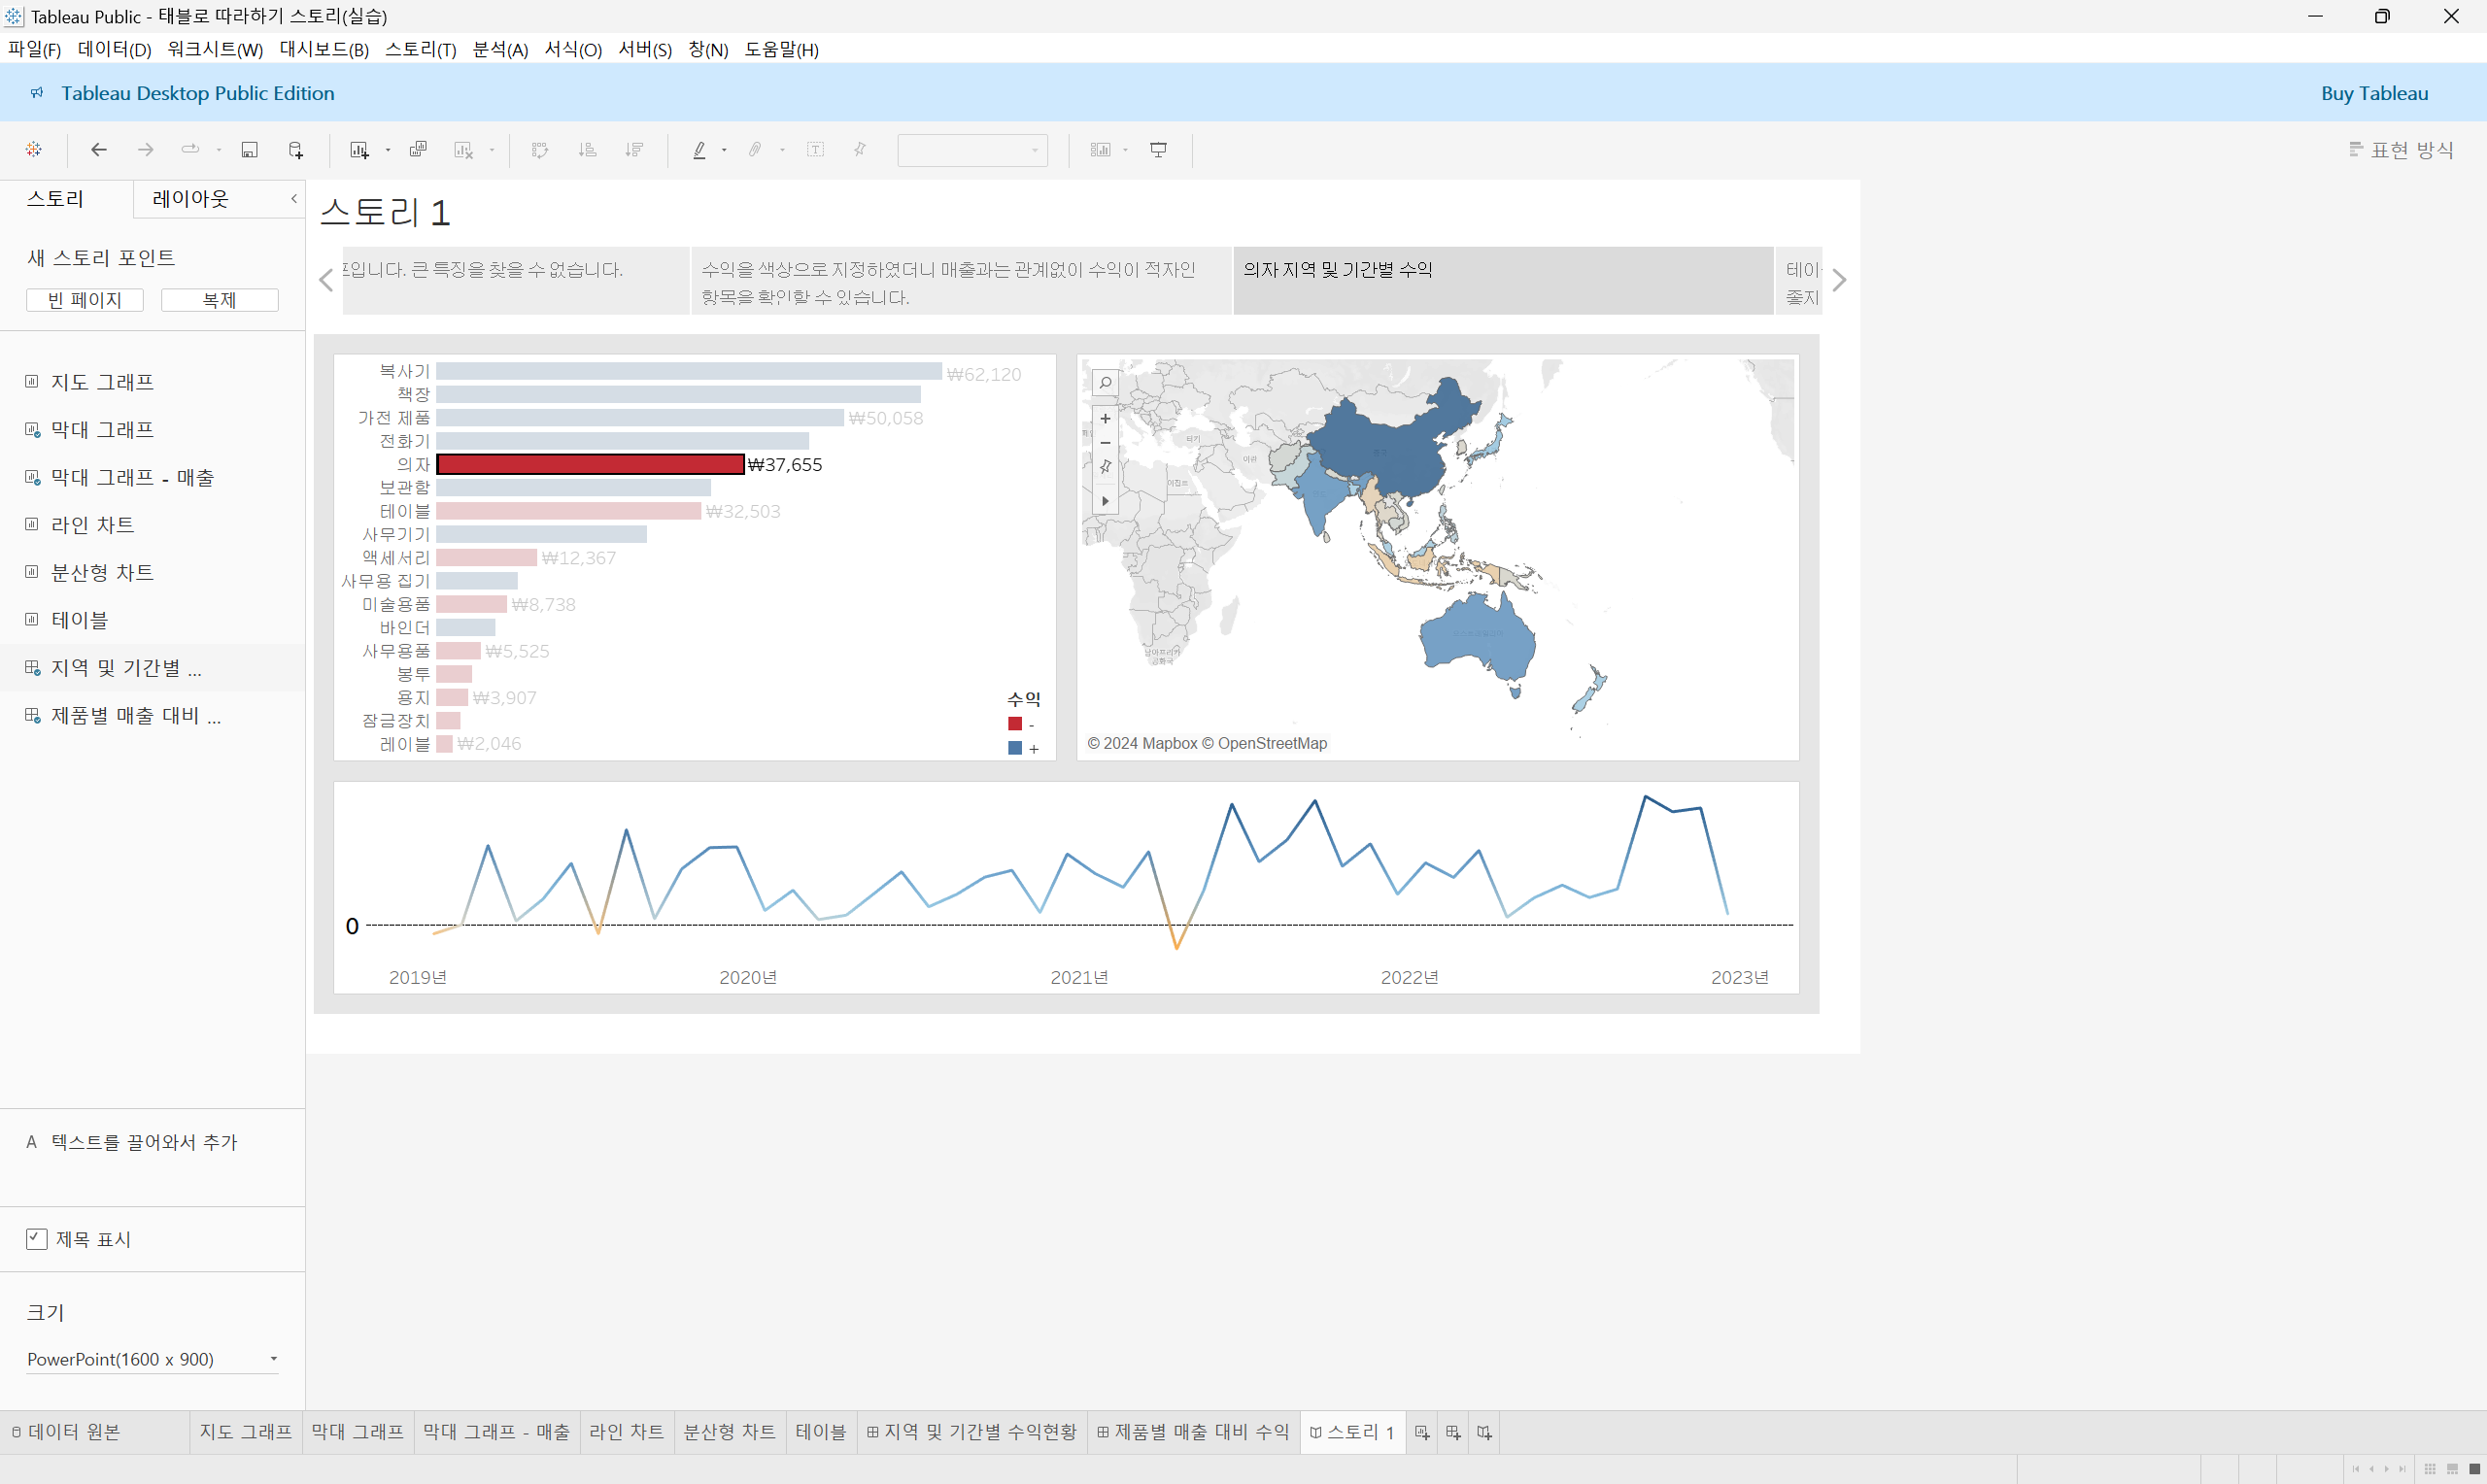 Tableau Public - 태블로 따라하기 스토리(실습)
파일(F) 데이터(D) 워크시트(W) 대시보드(B) 스토리(T) 분석(A) 서식(O) 서버(S) 창(N) 도움말(H)
Tableau Desktop Public Edition
Buy Tableau
표현 방식
스토리
레이아웃
새 스토리 포인트
빈 페이지
복제
지도 그래프
막대 그래프
막대 그래프 - 매출
라인 차트
분산형 차트
테이블
지역 및 기간별 ...
제품별 매출 대비 ...
A 텍스트를 끌어와서 추가
제목 표시
크기
PowerPoint(1600 x 900)
스토리 1
입니다. 큰 특징을 찾을 수 없습니다.
수익을 색상으로 지정하였더니 매출과는 관계없이 수익이 적자인
항목을 확인할 수 있습니다.
의자 지역 및 기간별 수익
테이
좋지
복사기 ₩62,120
책장
가전 제품 ₩50,058
전화기
의자 ₩37,655
보관함
테이블 ₩32,503
사무기기
액세서리 ₩12,367
사무용 집기
미술용품 ₩8,738
바인더
사무용품 ₩5,525
봉투
용지 ₩3,907
잠금장치
레이블 ₩2,046
수익
-
+
터키
이란
이집트
남아프리카
공화국
© 2024 Mapbox © OpenStreetMap
0
2019년 2020년 2021년 2022년 2023년
데이터 원본
지도 그래프
막대 그래프
막대 그래프 - 매출
라인 차트
분산형 차트
테이블
지역 및 기간별 수익현황
제품별 매출 대비 수익
스토리 1